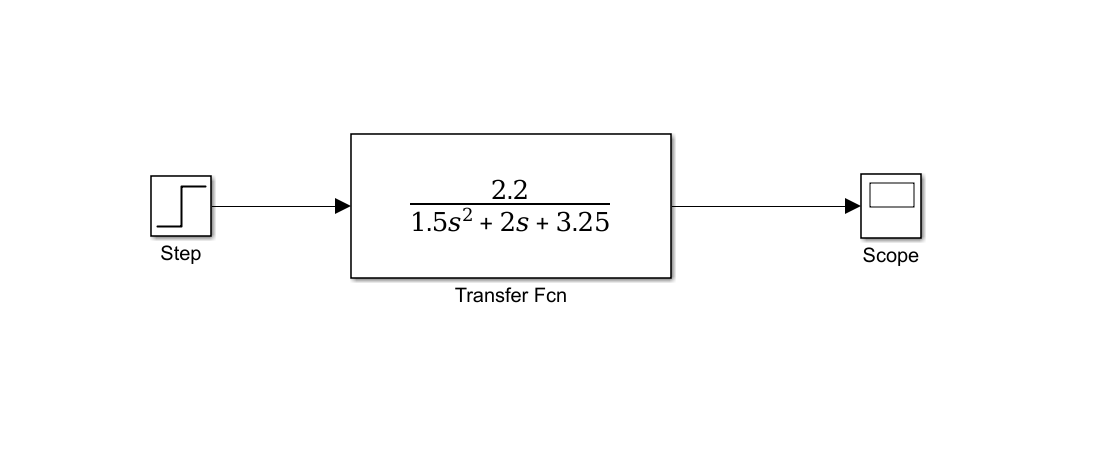 2.2
1.5s² + 2s + 3.25
Step
Scope
Transfer Fcn